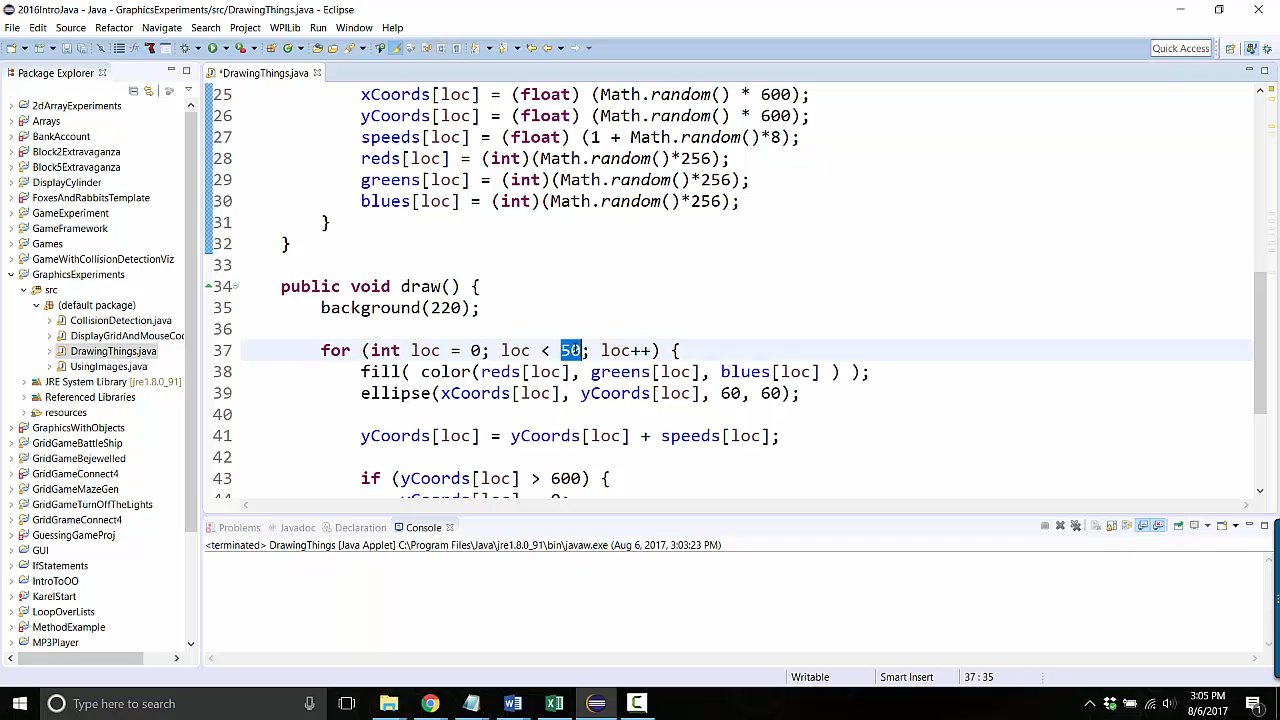 2016IntroJava - Java - GraphicsExperiments/src/DrawingThings.java - Eclipse
File Edit Source Refactor Navigate Search Project WPILib Run Window Help
Quick Access
Package Explorer
*DrawingThings.java
2dArrayExperiments
Arrays
BankAccount
Block2Extravaganza
Block5Extravaganza
DisplayCylinder
FoxesAndRabbitsTemplate
GameExperiment
GameFramework
Games
GameWithCollisionDetectionViz
GraphicsExperiments
src
(default package)
CollisionDetection.java
DisplayGridAndMouseCo
DrawingThings.java
UsingImages.java
JRE System Library [jre1.8.0_91]
Referenced Libraries
resources
GraphicsWithObjects
GridGameBattleShip
GridGameBejewelled
GridGameConnect4
GridGameMazeGen
GridGameTurnOffTheLights
GridGrameConnect4
GuessingGameProj
GUI
IfStatements
IntroToOO
KarelStart
LoopOverLists
MethodExample
MP3Player
25 xCoords[loc] = (float) (Math.random() * 600);
26 yCoords[loc] = (float) (Math.random() * 600);
27 speeds[loc] = (float) (1 + Math.random()*8);
28 reds[loc] = (int)(Math.random()*256);
29 greens[loc] = (int)(Math.random()*256);
30 blues[loc] = (int)(Math.random()*256);
31 }
32 }
33
34 public void draw() {
35 background(220);
36
37 for (int loc = 0; loc < 50; loc++) {
38 fill( color(reds[loc], greens[loc], blues[loc] ) );
39 ellipse(xCoords[loc], yCoords[loc], 60, 60);
40
41 yCoords[loc] = yCoords[loc] + speeds[loc];
42
43 if (yCoords[loc] > 600) {
44 yCoords[loc] = 0;
Problems Javadoc Declaration Console
<terminated> DrawingThings [Java Applet] C:\Program Files\Java\jre1.8.0_91\bin\javaw.exe (Aug 6, 2017, 3:03:23 PM)
Writable Smart Insert 37 : 35
Type here to search
3:05 PM
8/6/2017